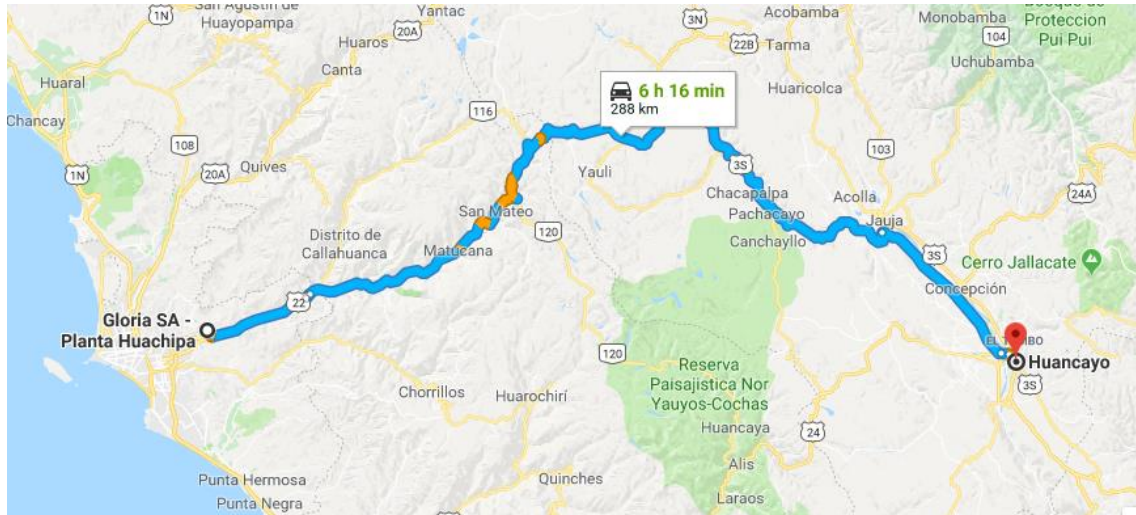 San Agustín de
Huayopampa
Yantac
Acobamba
Bosque de
Protección
Pui Pui
Monobamba
1N
20A
3N
22B
Tarma
104
Huaros
Uchubamba
Canta
Huaral
6 h 16 min
288 km
Huaricolca
116
Chancay
108
103
Quives
20A
1N
Yauli
3S
Acolla
Chacapalpa
24A
San Mateo
Pachacayo
Jauja
120
Distrito de
Callahuanca
Matucana
Canchayllo
3S
Cerro Jallacate
Concepción
22
Gloria SA -
Planta Huachipa
EL TAMBO
Huancayo
120
Reserva
Paisajistica Nor
Yauyos-Cochas
3S
Chorrillos
Huarochirí
Huancaya
24
Alis
Punta Hermosa
Quinches
Punta Negra
Laraos